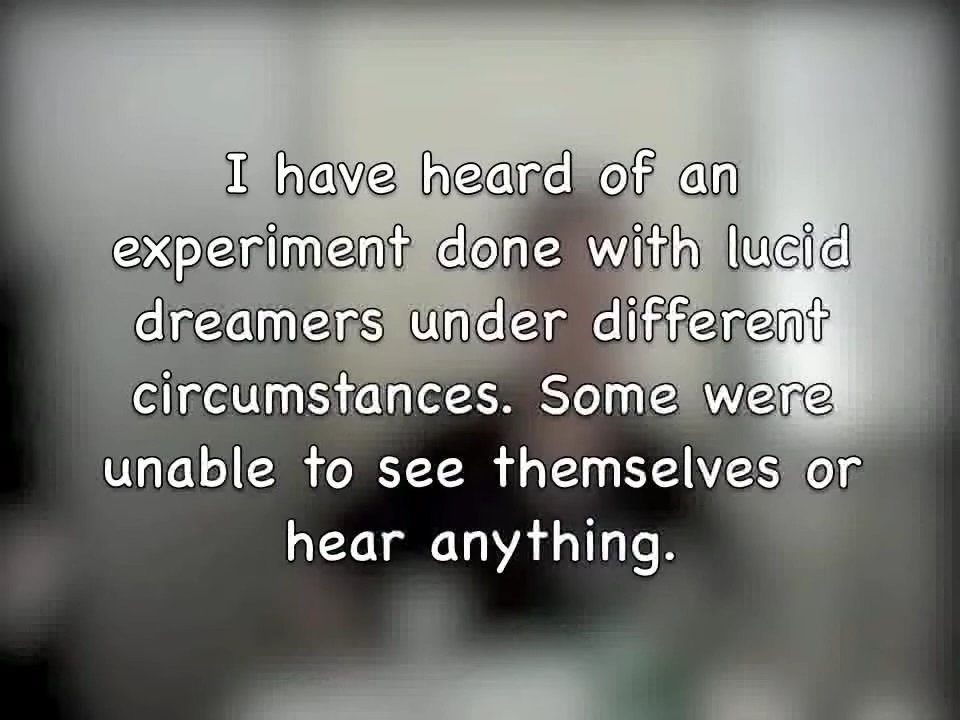 I have heard of an
experiment done with lucid
dreamers under different
circumstances. Some were
unable to see themselves or
hear anything.